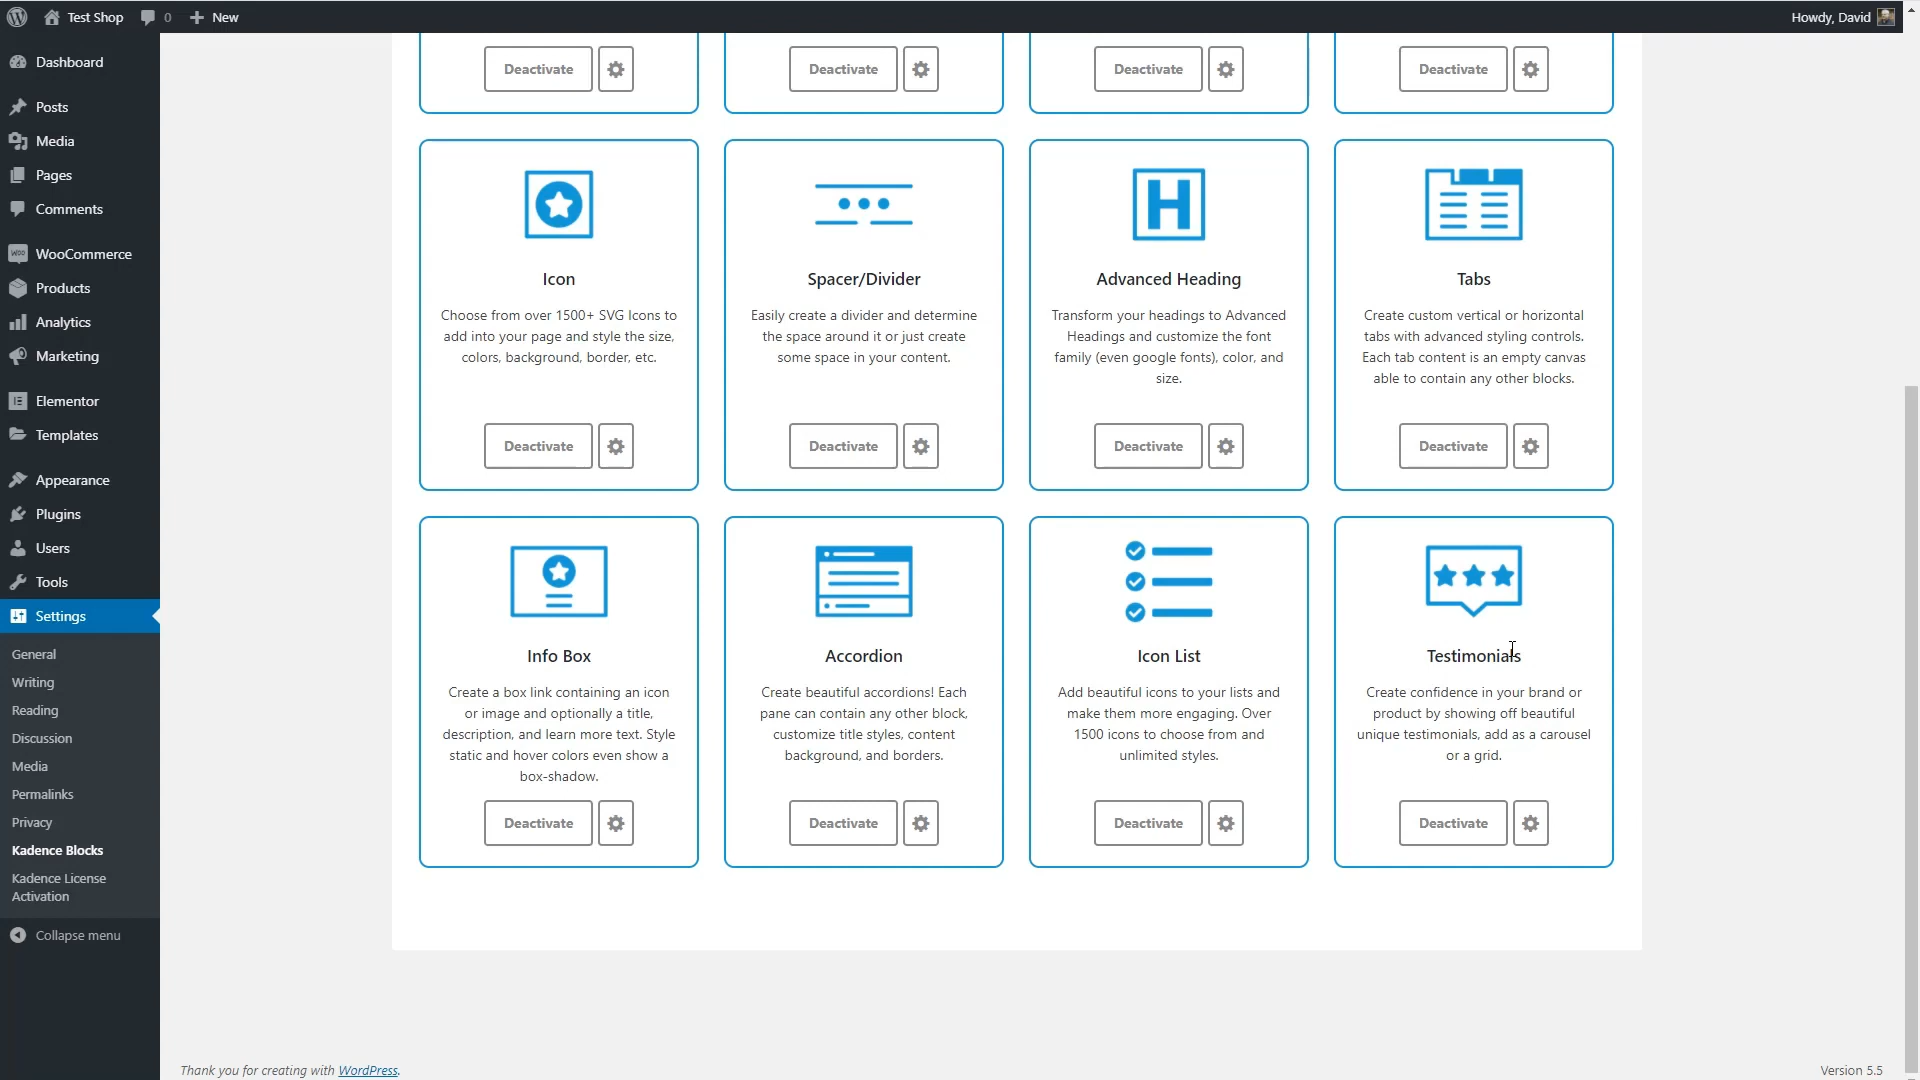 Test Shop
0
New
Howdy, David
Dashboard
Posts
Media
Pages
Comments
WooCommerce
Products
Analytics
Marketing
Elementor
Templates
Appearance
Plugins
Users
Tools
Settings
General
Writing
Reading
Discussion
Media
Permalinks
Privacy
Kadence Blocks
Kadence License
Activation
Collapse menu
Deactivate
Deactivate
Deactivate
Deactivate
Icon
Choose from over 1500+ SVG Icons to
add into your page and style the size,
colors, background, border, etc.
Deactivate
Spacer/Divider
Easily create a divider and determine
the space around it or just create
some space in your content.
Deactivate
H
Advanced Heading
Transform your headings to Advanced
Headings and customize the font
family (even google fonts), color, and
size.
Deactivate
Tabs
Create custom vertical or horizontal
tabs with advanced styling controls.
Each tab content is an empty canvas
able to contain any other blocks.
Deactivate
Info Box
Create a box link containing an icon
or image and optionally a title,
description, and learn more text. Style
static and hover colors even show a
box-shadow.
Deactivate
Accordion
Create beautiful accordions! Each
pane can contain any other block,
customize title styles, content
background, and borders.
Deactivate
Icon List
Add beautiful icons to your lists and
make them more engaging. Over
1500 icons to choose from and
unlimited styles.
Deactivate
Testimonials
Create confidence in your brand or
product by showing off beautiful
unique testimonials, add as a carousel
or a grid.
Deactivate
Thank you for creating with WordPress.
Version 5.5